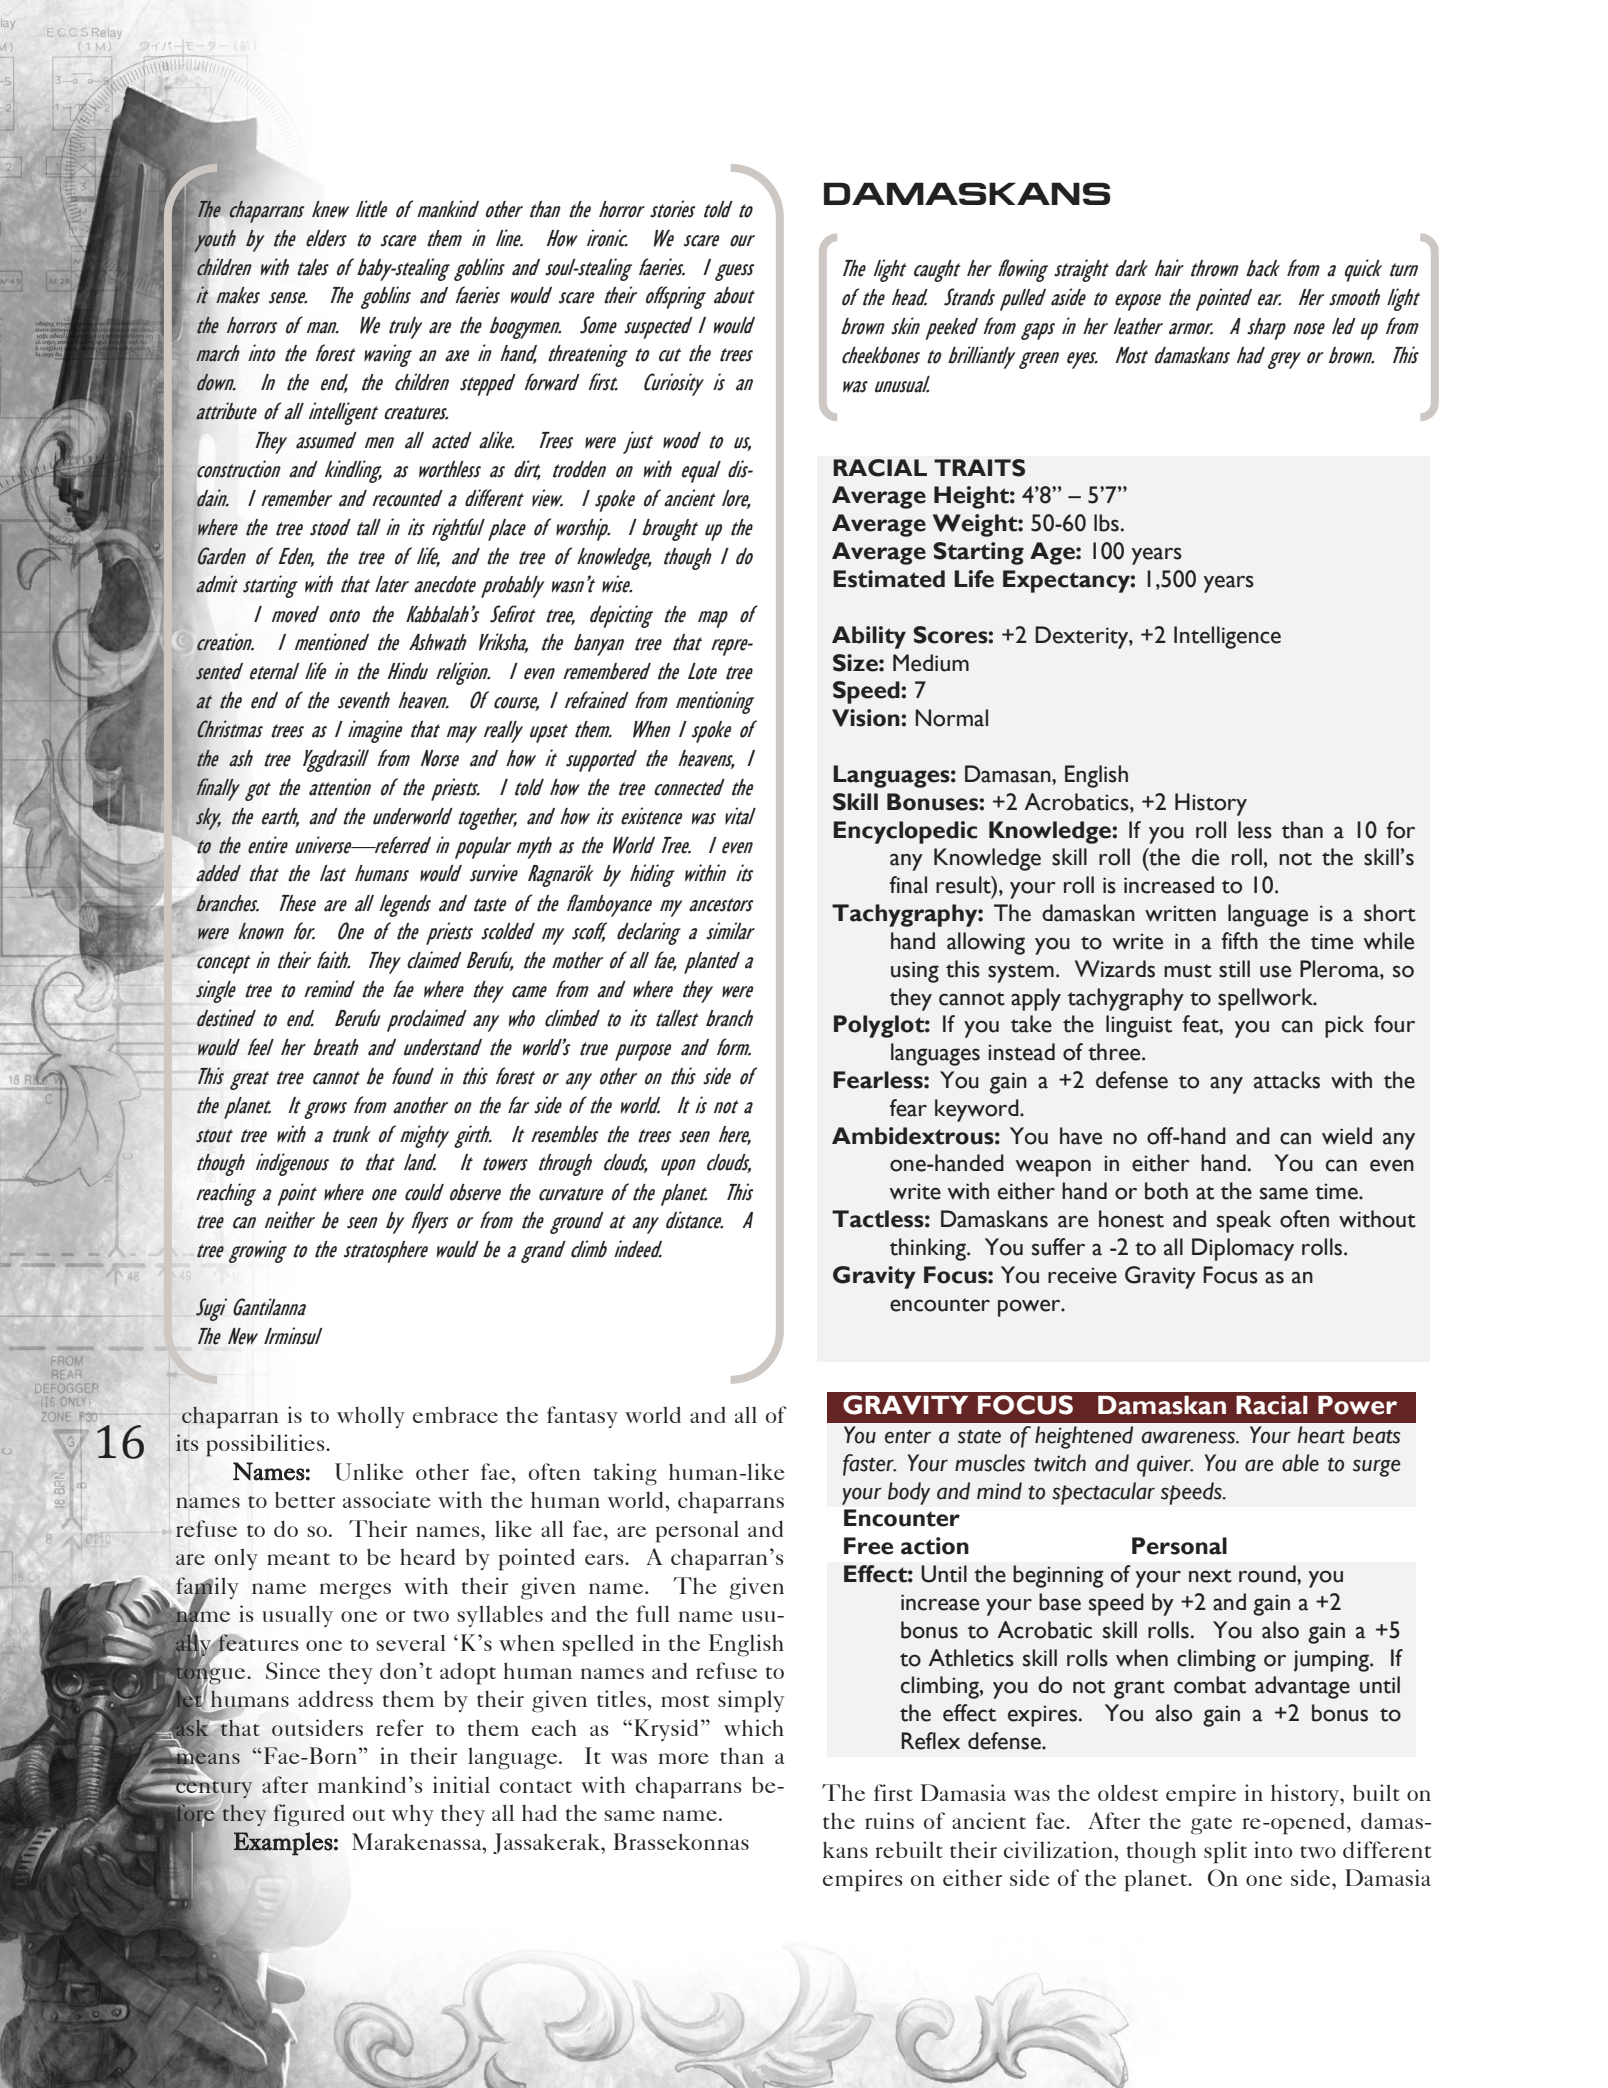 ECCS Relay
(1M)
ワイパーモーター（前）
The chaparrans knew little of mankind other than the horror stories told to
youth by the elders to scare them in line. How ironic. We scare our
children with tales of baby-stealing goblins and soul-stealing faeries. I guess
it makes sense. The goblins and faeries would scare their offspring about
the horrors of man. We truly are the boogymen. Some suspected I would
march into the forest waving an axe in hand, threatening to cut the trees
down. In the end, the children stepped forward first. Curiosity is an
attribute of all intelligent creatures.
They assumed men all acted alike. Trees were just wood to us,
construction and kindling, as worthless as dirt, trodden on with equal dis-
dain. I remember and recounted a different view. I spoke of ancient lore,
where the tree stood tall in its rightful place of worship. I brought up the
Garden of Eden, the tree of life, and the tree of knowledge, though I do
admit starting with that later anecdote probably wasn't wise.
I moved onto the Kabbalah's Sefirot tree, depicting the map of
creation. I mentioned the Ashwath Vriksha, the banyan tree that repre-
sented eternal life in the Hindu religion. I even remembered the Lote tree
at the end of the seventh heaven. Of course, I refrained from mentioning
Christmas trees as I imagine that may really upset them. When I spoke of
the ash tree Yggdrasill from Norse and how it supported the heavens, I
finally got the attention of the priests. I told how the tree connected the
sky, the earth, and the underworld together, and how its existence was vital
to the entire universe—referred in popular myth as the World Tree. I even
added that the last humans would survive Ragnarök by hiding within its
branches. These are all legends and taste of the flamboyance my ancestors
were known for. One of the priests scolded my scoff, declaring a similar
concept in their faith. They claimed Berufu, the mother of all fae, planted a
single tree to remind the fae where they came from and where they were
destined to end. Berufu proclaimed any who climbed to its tallest branch
would feel her breath and understand the world's true purpose and form.
This great tree cannot be found in this forest or any other on this side of
the planet. It grows from another on the far side of the world. It is not a
stout tree with a trunk of mighty girth. It resembles the trees seen here,
though indigenous to that land. It towers through clouds, upon clouds,
reaching a point where one could observe the curvature of the planet. This
tree can neither be seen by flyers or from the ground at any distance. A
tree growing to the stratosphere would be a grand climb indeed.
Sugi Gantilanna
The New Irminsul
FROM
REAR
DEFOGGER
(16 ONLY)
ZONE F30
16
chaparran is to wholly embrace the fantasy world and all of
its possibilities.
Names: Unlike other fae, often taking human-like
names to better associate with the human world, chaparrans
refuse to do so. Their names, like all fae, are personal and
are only meant to be heard by pointed ears. A chaparran's
family name merges with their given name. The given
name is usually one or two syllables and the full name usu-
ally features one to several 'K's when spelled in the English
tongue. Since they don't adopt human names and refuse to
let humans address them by their given titles, most simply
ask that outsiders refer to them each as "Krysid" which
means "Fae-Born" in their language. It was more than a
century after mankind's initial contact with chaparrans be-
fore they figured out why they all had the same name.
Examples: Marakenassa, Jassakerak, Brassekonnas
DAMASKANS
The light caught her flowing straight dark hair thrown back from a quick turn
of the head. Strands pulled aside to expose the pointed ear. Her smooth light
brown skin peeked from gaps in her leather armor. A sharp nose led up from
cheekbones to brilliantly green eyes. Most damaskans had grey or brown. This
was unusual.
RACIAL TRAITS
Average Height: 4'8" – 5'7"
Average Weight: 50-60 lbs.
Average Starting Age: 100 years
Estimated Life Expectancy: 1,500 years
Ability Scores: +2 Dexterity, +2 Intelligence
Size: Medium
Speed: 7
Vision: Normal
Languages: Damasan, English
Skill Bonuses: +2 Acrobatics, +2 History
Encyclopedic Knowledge: If you roll less than a 10 for
any Knowledge skill roll (the die roll, not the skill's
final result), your roll is increased to 10.
Tachygraphy: The damaskan written language is a short
hand allowing you to write in a fifth the time while
using this system. Wizards must still use Pleroma, so
they cannot apply tachygraphy to spellwork.
Polyglot: If you take the linguist feat, you can pick four
languages instead of three.
Fearless: You gain a +2 defense to any attacks with the
fear keyword.
Ambidextrous: You have no off-hand and can wield any
one-handed weapon in either hand. You can even
write with either hand or both at the same time.
Tactless: Damaskans are honest and speak often without
thinking. You suffer a -2 to all Diplomacy rolls.
Gravity Focus: You receive Gravity Focus as an
encounter power.
GRAVITY FOCUS Damaskan Racial Power
You enter a state of heightened awareness. Your heart beats
faster. Your muscles twitch and quiver. You are able to surge
your body and mind to spectacular speeds.
Encounter
Free action Personal
Effect: Until the beginning of your next round, you
increase your base speed by +2 and gain a +2
bonus to Acrobatic skill rolls. You also gain a +5
to Athletics skill rolls when climbing or jumping. If
climbing, you do not grant combat advantage until
the effect expires. You also gain a +2 bonus to
Reflex defense.
The first Damasia was the oldest empire in history, built on
the ruins of ancient fae. After the gate re-opened, damas-
kans rebuilt their civilization, though split into two different
empires on either side of the planet. On one side, Damasia